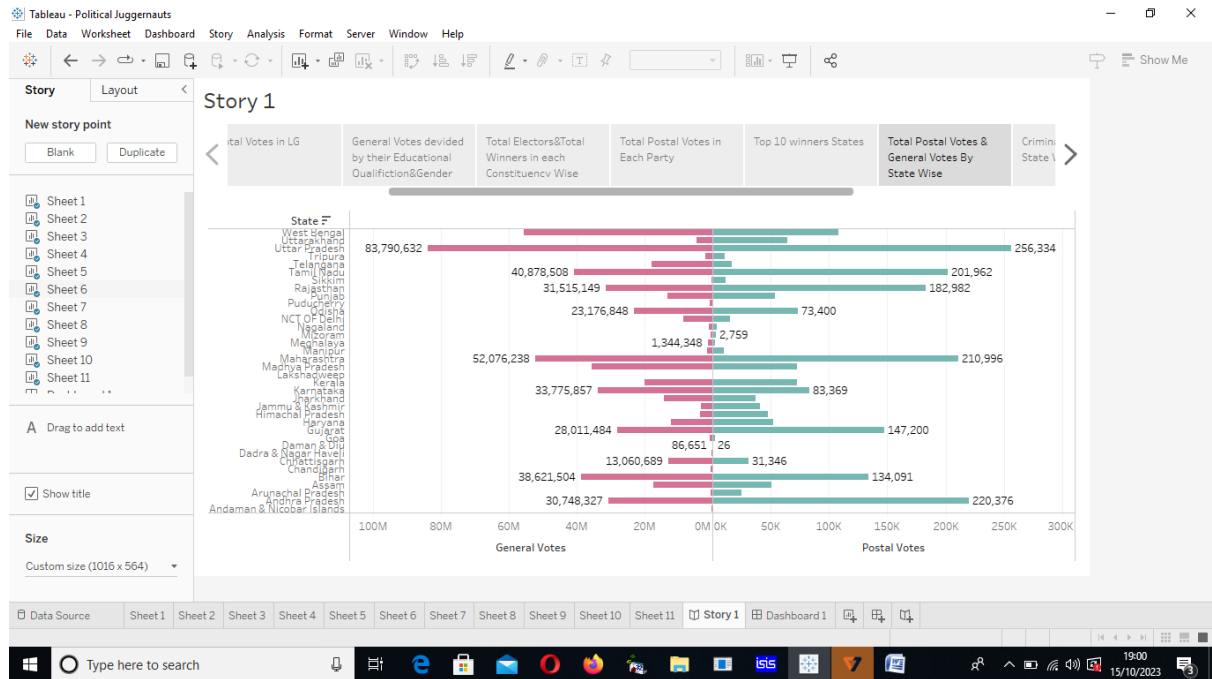 Tableau - Political Juggernauts
File Data Worksheet Dashboard Story Analysis Format Server Window Help
Show Me
Story Layout
New story point
Blank Duplicate
Sheet 1
Sheet 2
Sheet 3
Sheet 4
Sheet 5
Sheet 6
Sheet 7
Sheet 8
Sheet 9
Sheet 10
Sheet 11
A Drag to add text
Show title
Size
Custom size (1016 x 564)
Story 1
Votes in LG
General Votes devided
by their Educational
Qualifiction&Gender
Total Electors&Total
Winners in each
Constituency Wise
Total Postal Votes in
Each Party
Top 10 winners States
Total Postal Votes &
General Votes By
State Wise
State
West Bengal
Uttarakhand
Uttar Pradesh 83,790,632 256,334
Tripura
Telangana
Tamil Nadu 40,878,508 201,962
Sikkim
Rajasthan 31,515,149 182,982
Punjab
Puducherry
Odisha 23,176,848 73,400
NCT OF Delhi
Nagaland
Mizoram 2,759
Meghalaya 1,344,348
Manipur
Maharashtra 52,076,238 210,996
Madhya Pradesh
Lakshadweep
Kerala
Karnataka 33,775,857 83,369
Jharkhand
Jammu & Kashmir
Himachal Pradesh
Haryana
Gujarat 28,011,484 147,200
Goa
Daman & Diu 86,651 26
Dadra & Nagar Haveli
Chhattisgarh 13,060,689 31,346
Chandigarh
Bihar 38,621,504 134,091
Assam
Arunachal Pradesh
Andhra Pradesh 30,748,327 220,376
Andaman & Nicobar Islands
100M 80M 60M 40M 20M 0M 0K 50K 100K 150K 200K 250K 300K
General Votes Postal Votes
Data Source Sheet 1 Sheet 2 Sheet 3 Sheet 4 Sheet 5 Sheet 6 Sheet 7 Sheet 8 Sheet 9 Sheet 10 Sheet 11 Story 1 Dashboard 1
Type here to search
isis
19:00
15/10/2023
3